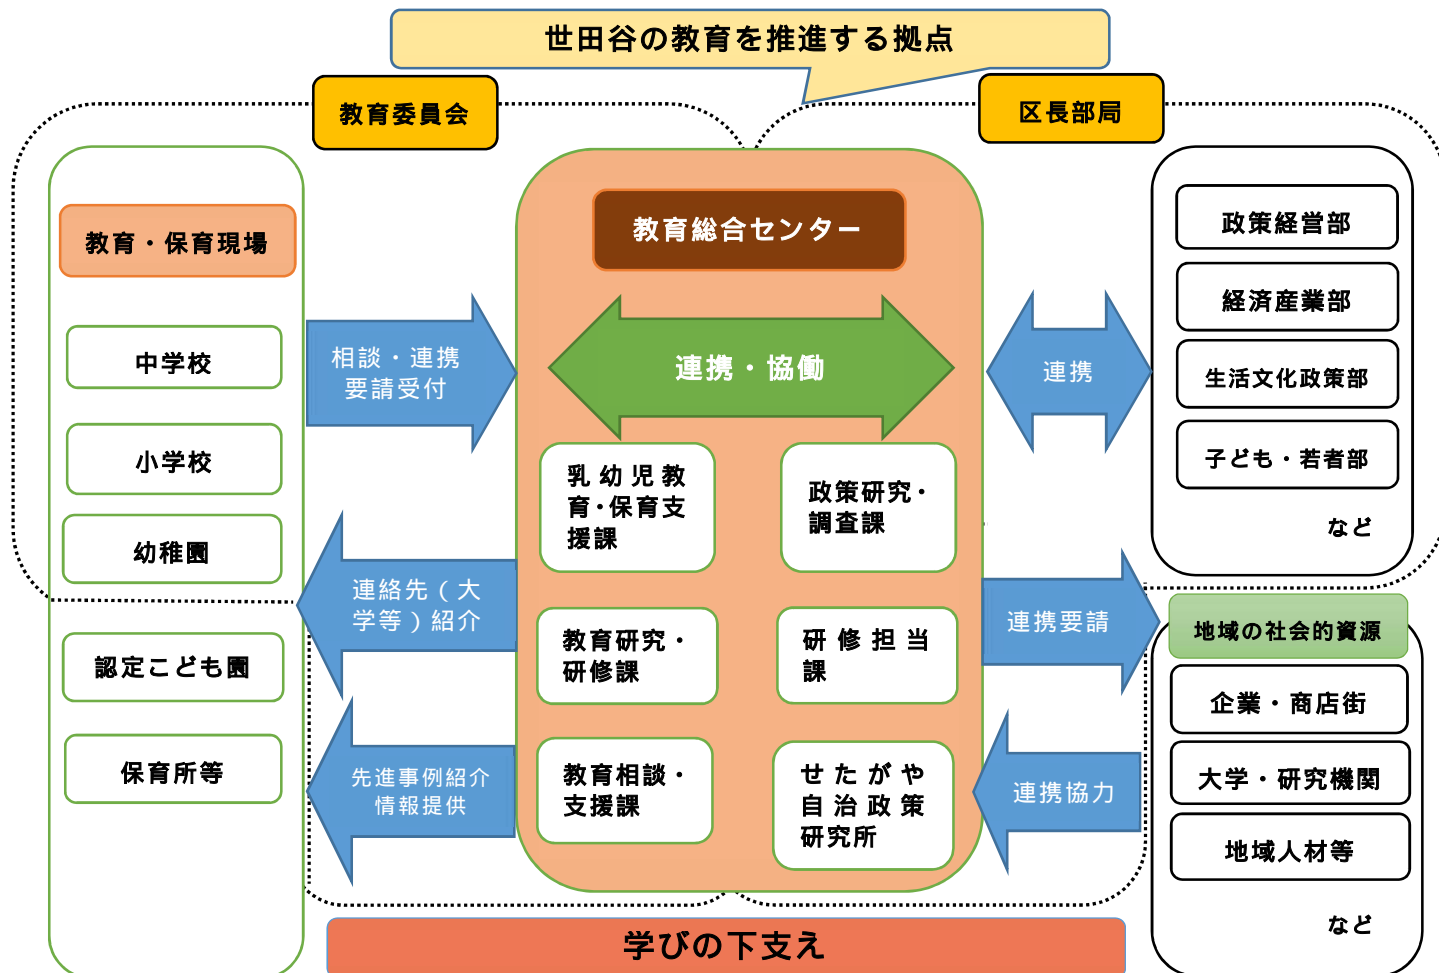 世田谷の教育を推進する拠点
教育委員会
区長部局
教育・保育現場
中学校
小学校
幼稚園
認定こども園
保育所等
相談・連携
要請受付
連絡先（大
学等）紹介
先進事例紹介
情報提供
教育総合センター
連携・協働
乳幼児教
育・保育支
援課
政策研究・
調査課
教育研究・
研修課
研修担当
課
教育相談・
支援課
せたがや
自治政策
研究所
連携
連携要請
連携協力
政策経営部
経済産業部
生活文化政策部
子ども・若者部
など
地域の社会的資源
企業・商店街
大学・研究機関
地域人材等
など
学びの下支え